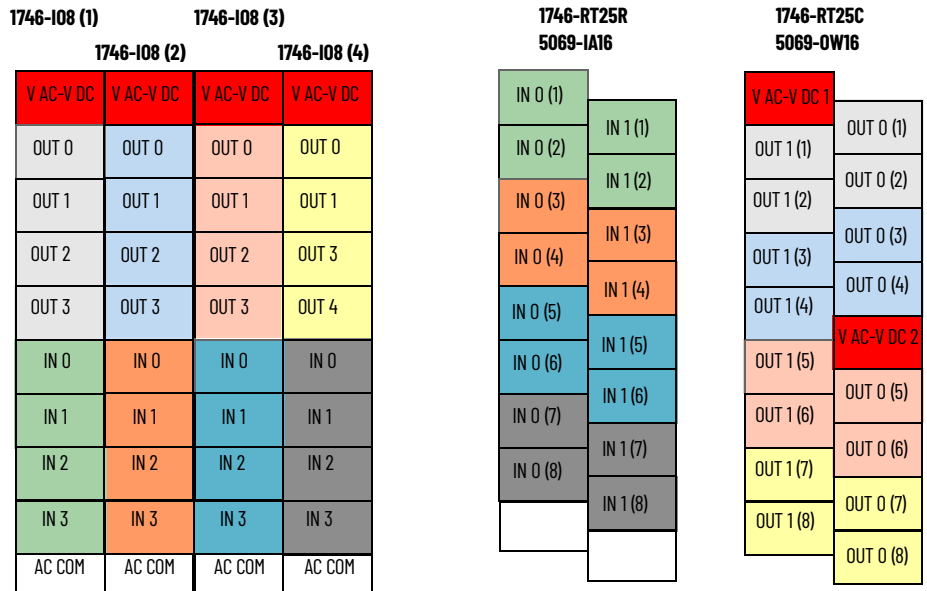 1746-I08 (1)
1746-I08 (3)
1746-I08 (2)
1746-I08 (4)
V AC-V DC
V AC-V DC
V AC-V DC
V AC-V DC
OUT 0
OUT 0
OUT 0
OUT 0
OUT 1
OUT 1
OUT 1
OUT 1
OUT 2
OUT 2
OUT 2
OUT 3
OUT 3
OUT 3
OUT 3
OUT 4
IN 0
IN 0
IN 0
IN 0
IN 1
IN 1
IN 1
IN 1
IN 2
IN 2
IN 2
IN 2
IN 3
IN 3
IN 3
IN 3
AC COM
AC COM
AC COM
AC COM
1746-RT25R
5069-IA16
IN 0 (1)
IN 1 (1)
IN 0 (2)
IN 1 (2)
IN 0 (3)
IN 1 (3)
IN 0 (4)
IN 1 (4)
IN 0 (5)
IN 1 (5)
IN 0 (6)
IN 1 (6)
IN 0 (7)
IN 1 (7)
IN 0 (8)
IN 1 (8)
1746-RT25C
5069-OW16
V AC-V DC 1
OUT 0 (1)
OUT 1 (1)
OUT 0 (2)
OUT 1 (2)
OUT 0 (3)
OUT 1 (3)
OUT 0 (4)
OUT 1 (4)
V AC-V DC 2
OUT 1 (5)
OUT 0 (5)
OUT 1 (6)
OUT 0 (6)
OUT 1 (7)
OUT 0 (7)
OUT 1 (8)
OUT 0 (8)